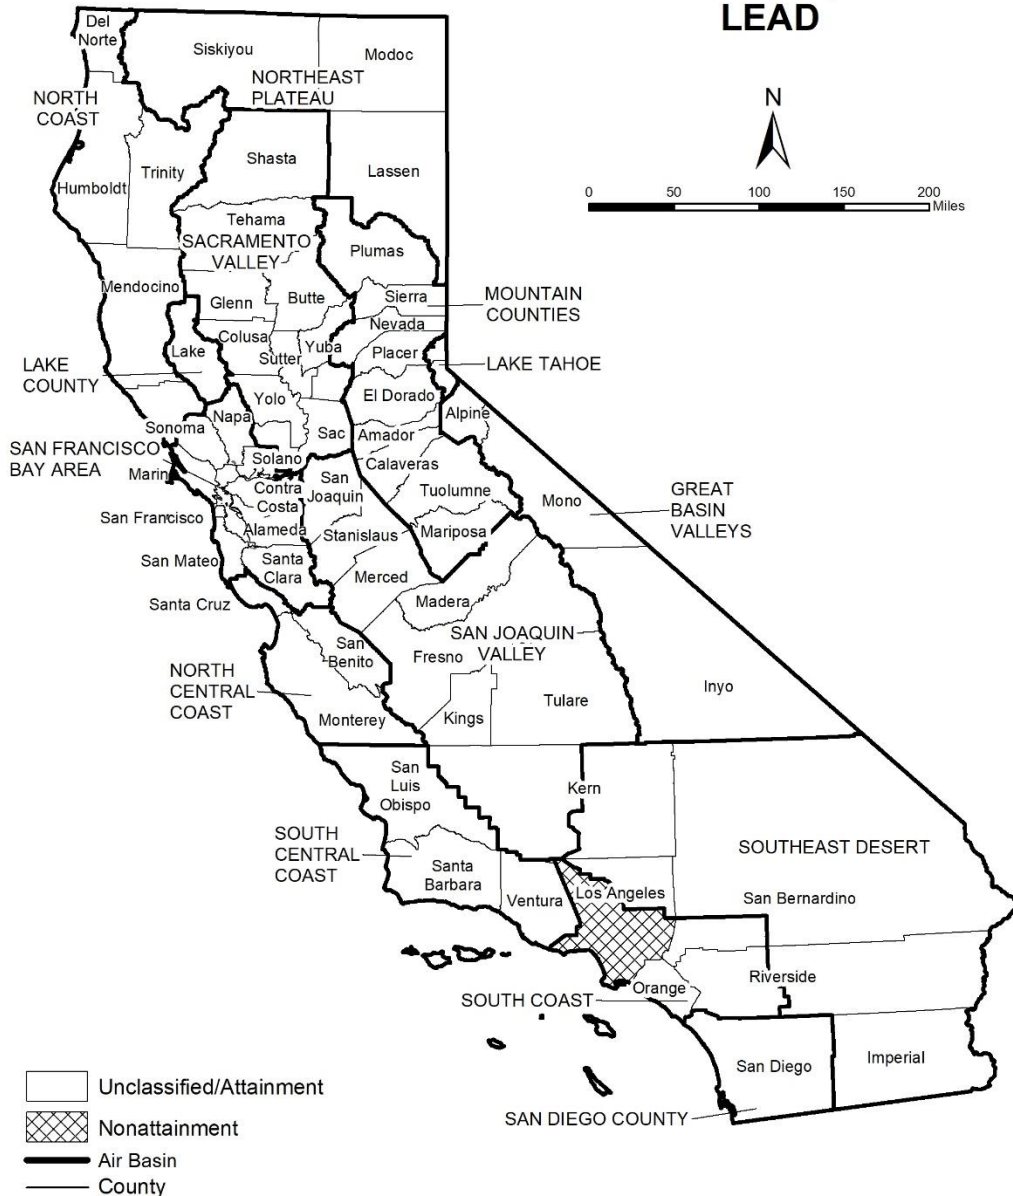 LEAD
N
0 50 100 150 200
Miles
Del
Norte
Siskiyou
Modoc
NORTHEAST
PLATEAU
NORTH
COAST
Humboldt
Trinity
Shasta
Lassen
Tehama
SACRAMENTO
VALLEY
Plumas
Mendocino
Glenn
Butte
Sierra
MOUNTAIN
COUNTIES
Nevada
Colusa
Sutter
Yuba
Placer
Lake
LAKE
COUNTY
LAKE TAHOE
El Dorado
Alpine
Yolo
Napa
Sonoma
Sac
Amador
SAN FRANCISCO
BAY AREA
Solano
Calaveras
Marin
Contra
Costa
San
Joaquin
Tuolumne
Mono
GREAT
BASIN
VALLEYS
San Francisco
Alameda
Stanislaus
Mariposa
San Mateo
Santa
Clara
Merced
Santa Cruz
Madera
SAN JOAQUIN
VALLEY
San
Benito
Fresno
NORTH
CENTRAL
COAST
Monterey
Kings
Tulare
Inyo
San
Luis
Obispo
Kern
SOUTH
CENTRAL
COAST
Santa
Barbara
Ventura
Los Angeles
SOUTHEAST DESERT
San Bernardino
Riverside
Orange
SOUTH COAST
San Diego
Imperial
SAN DIEGO COUNTY
Unclassified/Attainment
Nonattainment
Air Basin
County